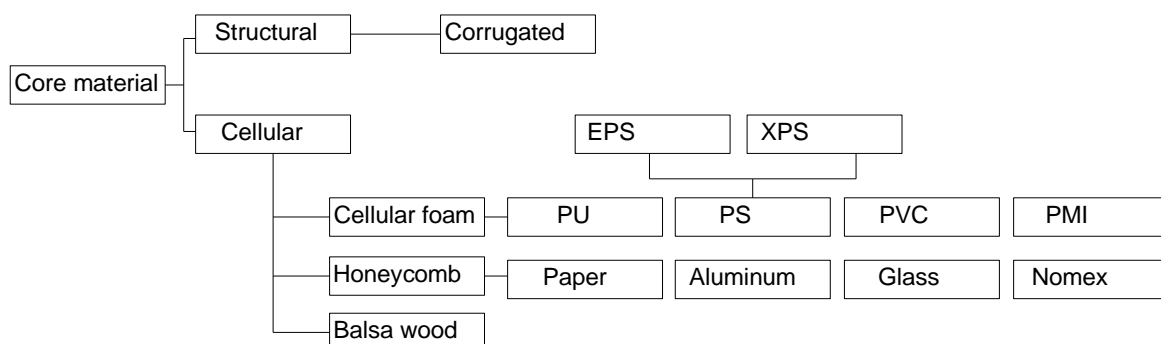 Structural
Corrugated
Core material
Cellular
EPS
XPS
Cellular foam
PU
PS
PVC
PMI
Honeycomb
Paper
Aluminum
Glass
Nomex
Balsa wood